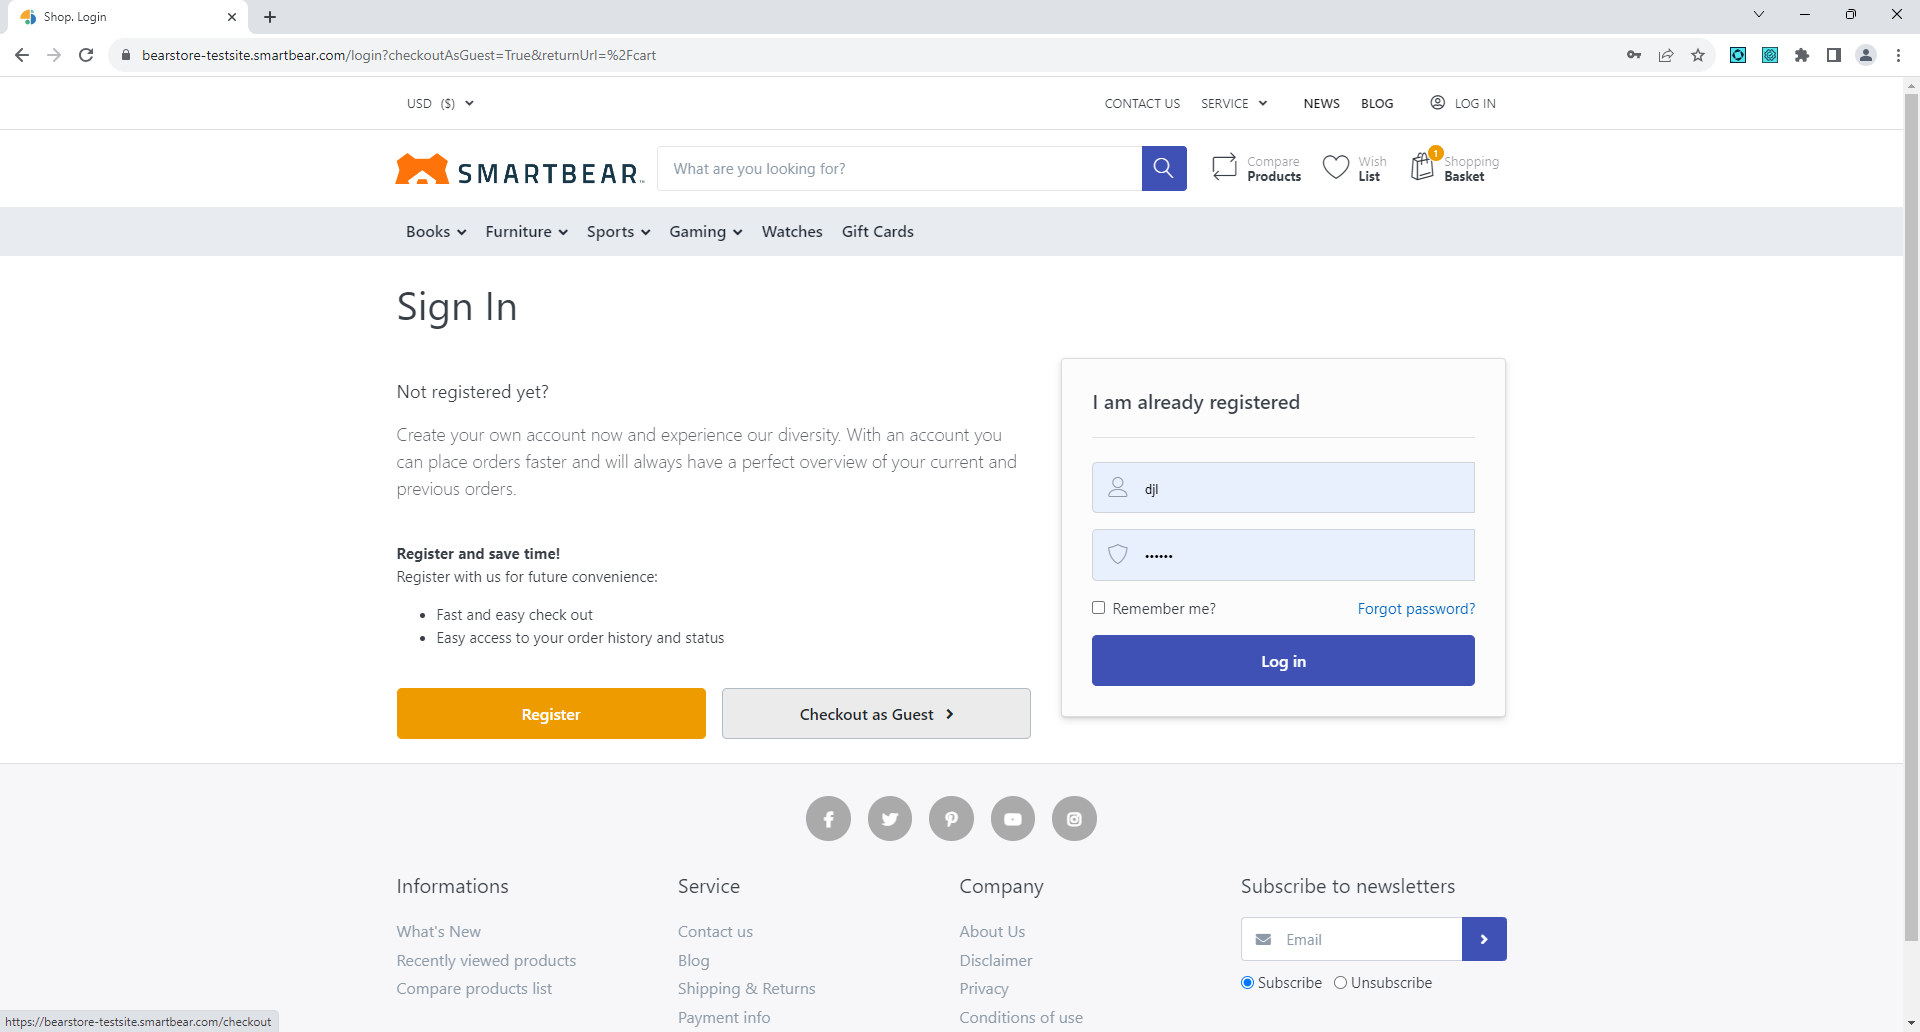 Shop. Login
bearstore-testsite.smartbear.com/login?checkoutAsGuest=True&returnUrl=%2Fcart
USD ($)
CONTACT US
SERVICE
NEWS
BLOG
LOG IN
SMARTBEAR
What are you looking for?
Compare
Products
Wish
List
1
Shopping
Basket
Books
Furniture
Sports
Gaming
Watches
Gift Cards
Sign In
Not registered yet?
Create your own account now and experience our diversity. With an account you
can place orders faster and will always have a perfect overview of your current and
previous orders.
Register and save time!
Register with us for future convenience:
• Fast and easy check out
• Easy access to your order history and status
Register
Checkout as Guest
I am already registered
djl
••••••
Remember me?
Forgot password?
Log in
Informations
What's New
Recently viewed products
Compare products list
Service
Contact us
Blog
Shipping & Returns
Payment info
Company
About Us
Disclaimer
Privacy
Conditions of use
Subscribe to newsletters
Email
Subscribe
Unsubscribe
https://bearstore-testsite.smartbear.com/checkout